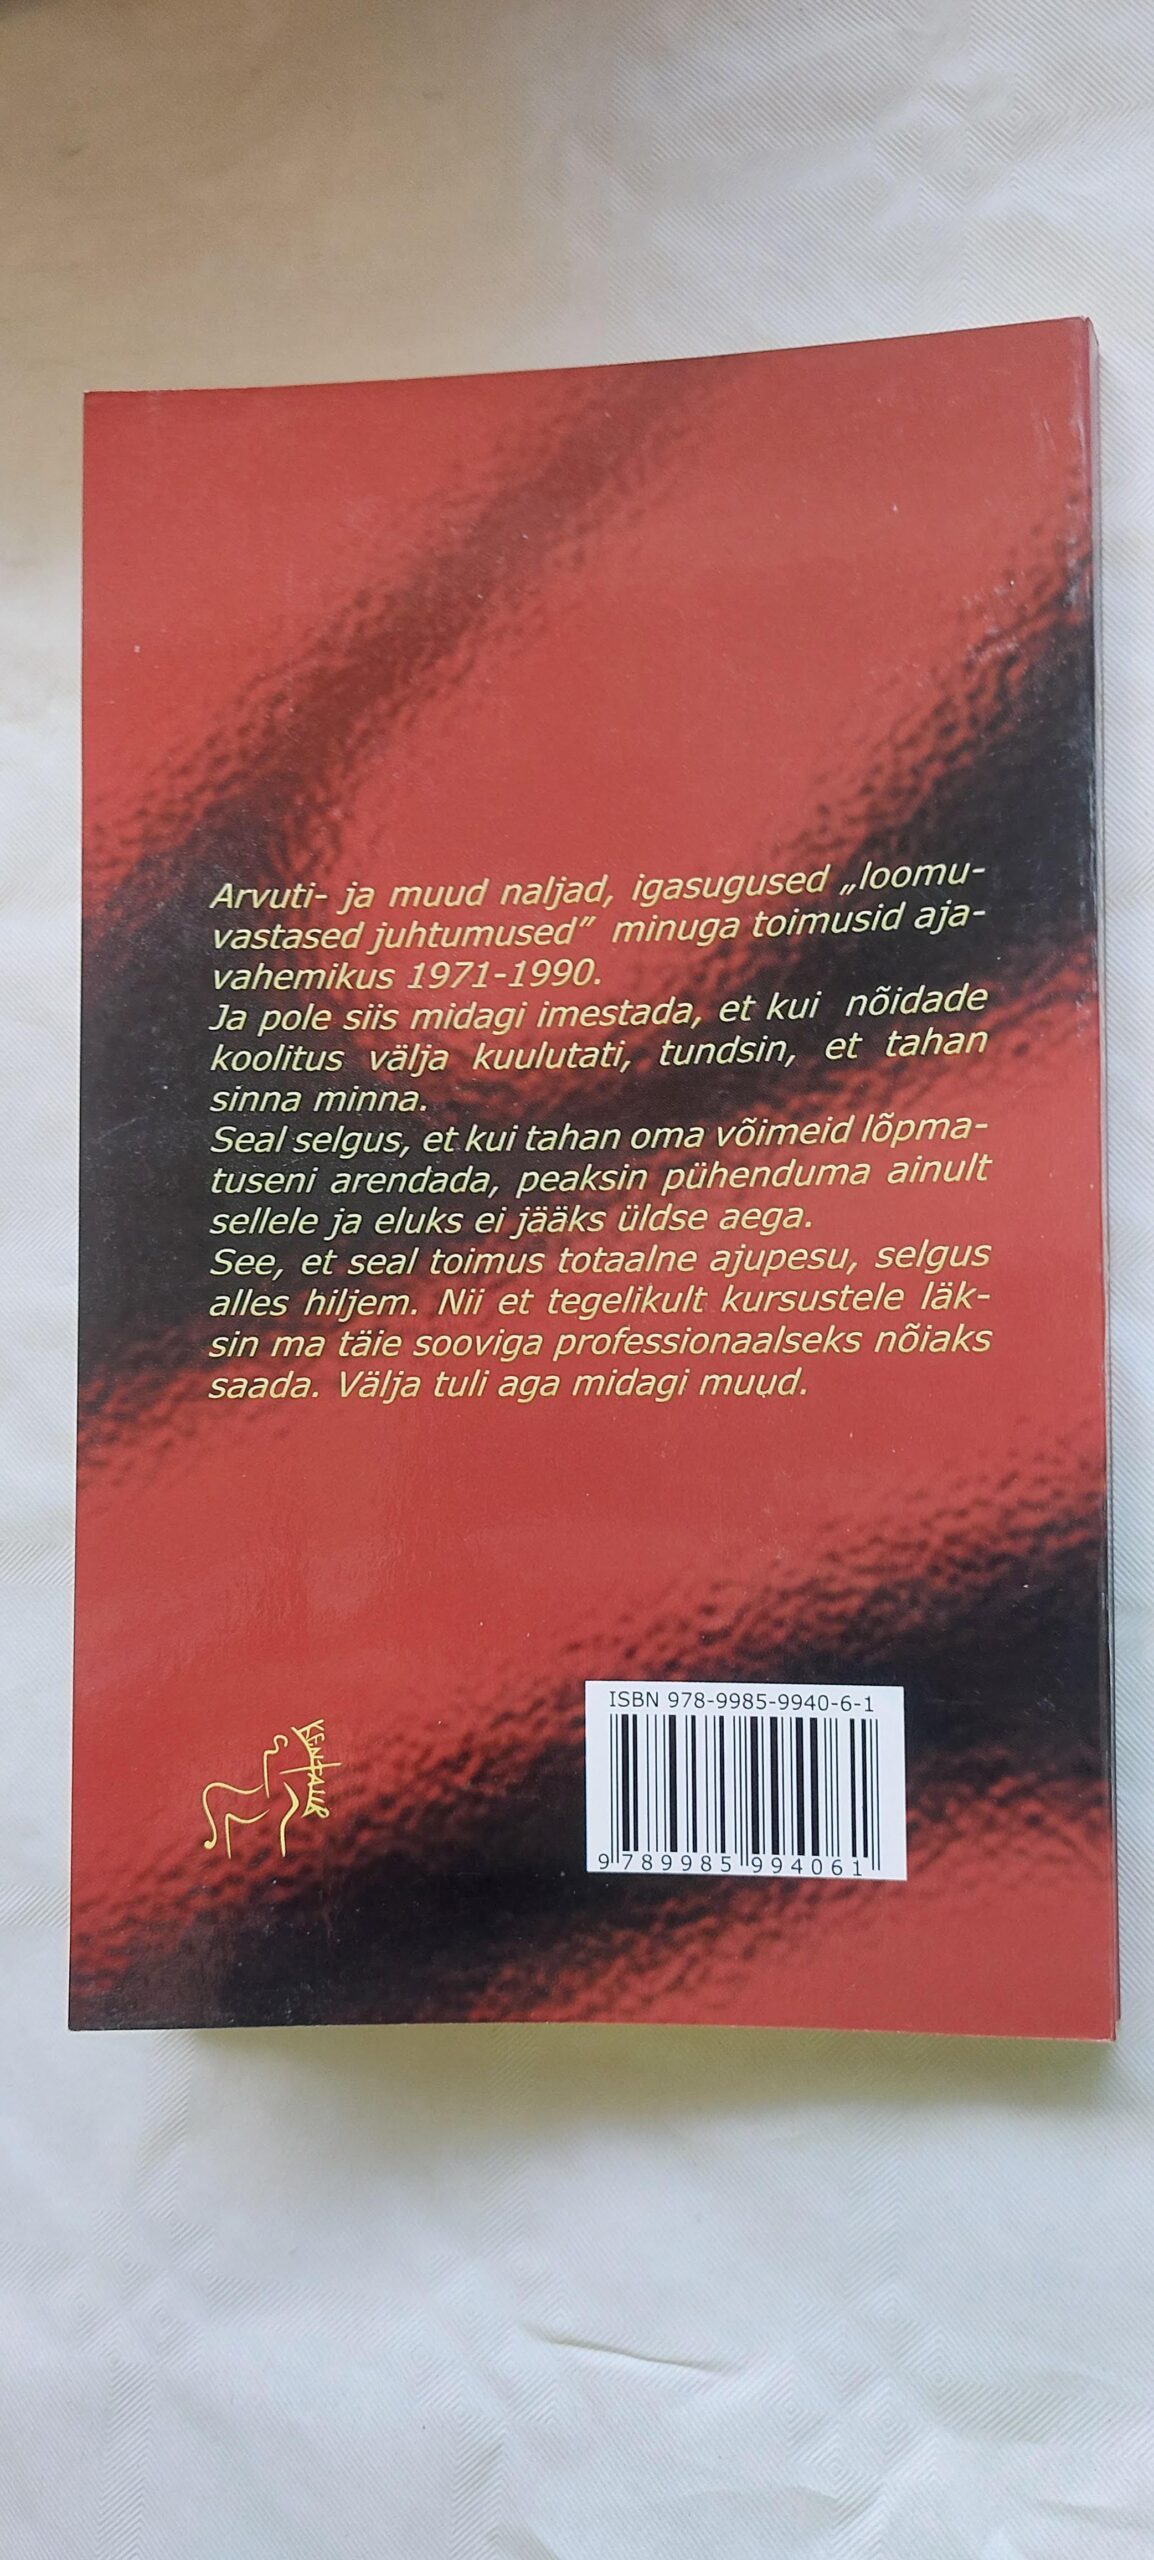 Arvuti- ja muud naljad, igasugused „loomu-
vastased juhtumused” minuga toimusid aja-
vahemikus 1971-1990.
Ja pole siis midagi imestada, et kui nõidade
koolitus välja kuulutati, tundsin, et tahan
sinna minna.
Seal selgus, et kui tahan oma võimeid lõpma-
tuseni arendada, peaksin pühenduma ainult
sellele ja eluks ei jääks üldse aega.
See, et seal toimus totaalne ajupesu, selgus
alles hiljem. Nii et tegelikult kursustele läk-
sin ma täie sooviga professionaalseks nõiaks
saada. Välja tuli aga midagi muud.
KENTAUR
ISBN 978-9985-9940-6-1
9 789985 994061